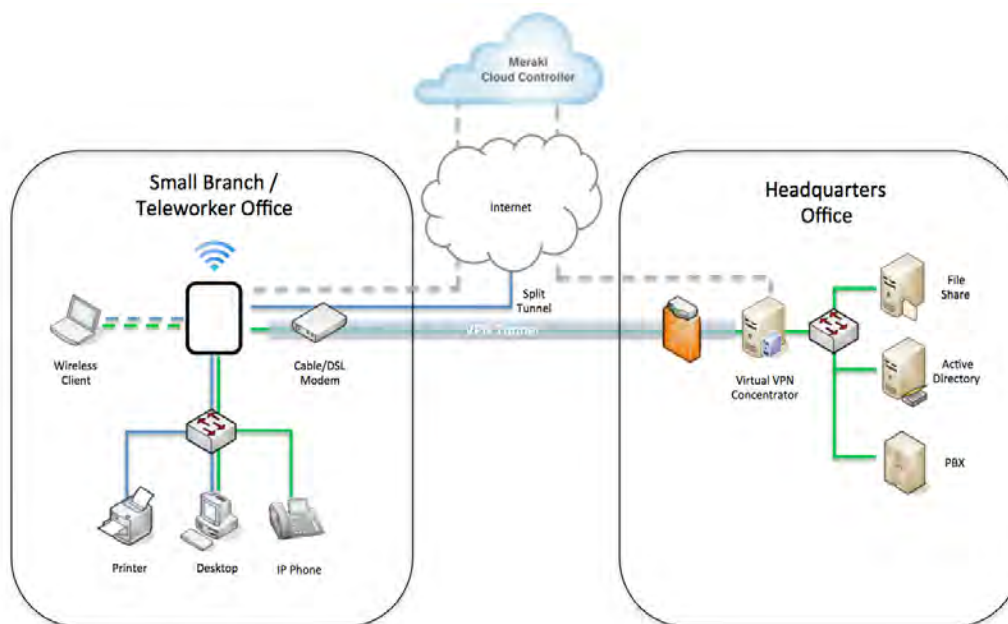 Meraki
Cloud Controller
Small Branch /
Teleworker Office
Headquarters
Office
Internet
Split
Tunnel
VPN Tunnel
Wireless
Client
Cable/DSL
Modem
Virtual VPN
Concentrator
File
Share
Active
Directory
PBX
Printer
Desktop
IP Phone